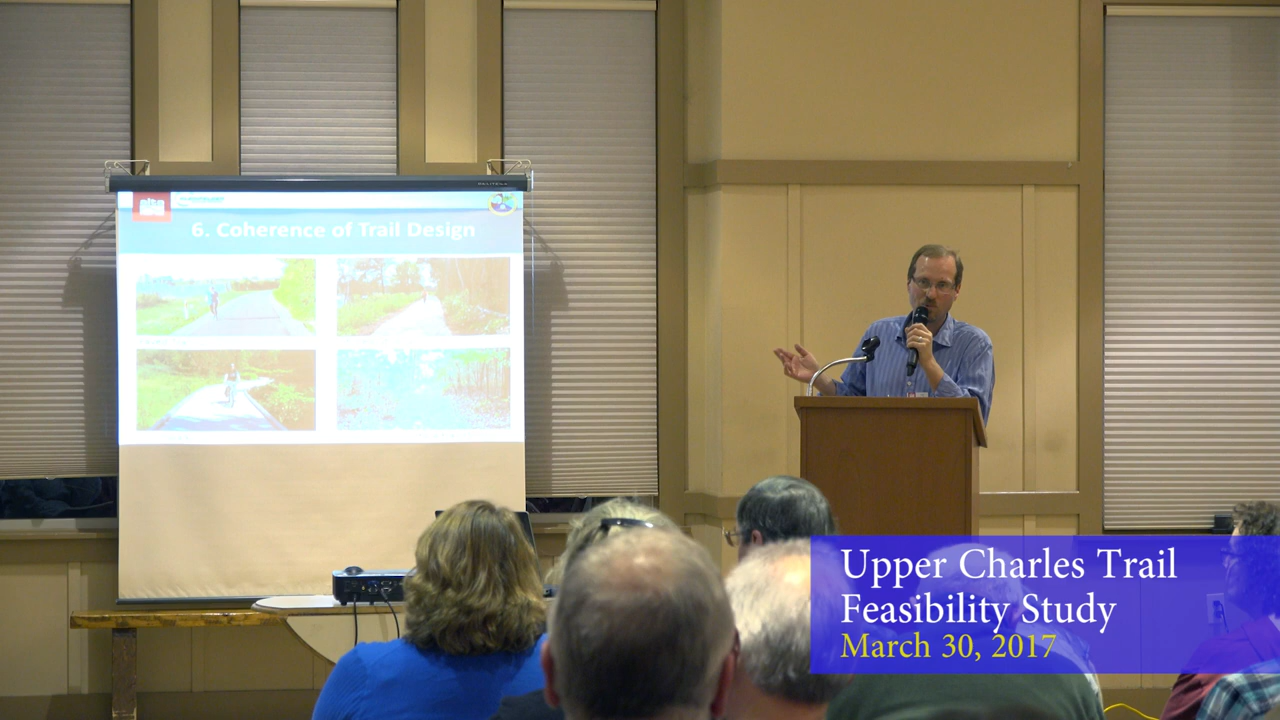 6. Coherence of Trail Design
Upper Charles Trail
Feasibility Study
March 30, 2017